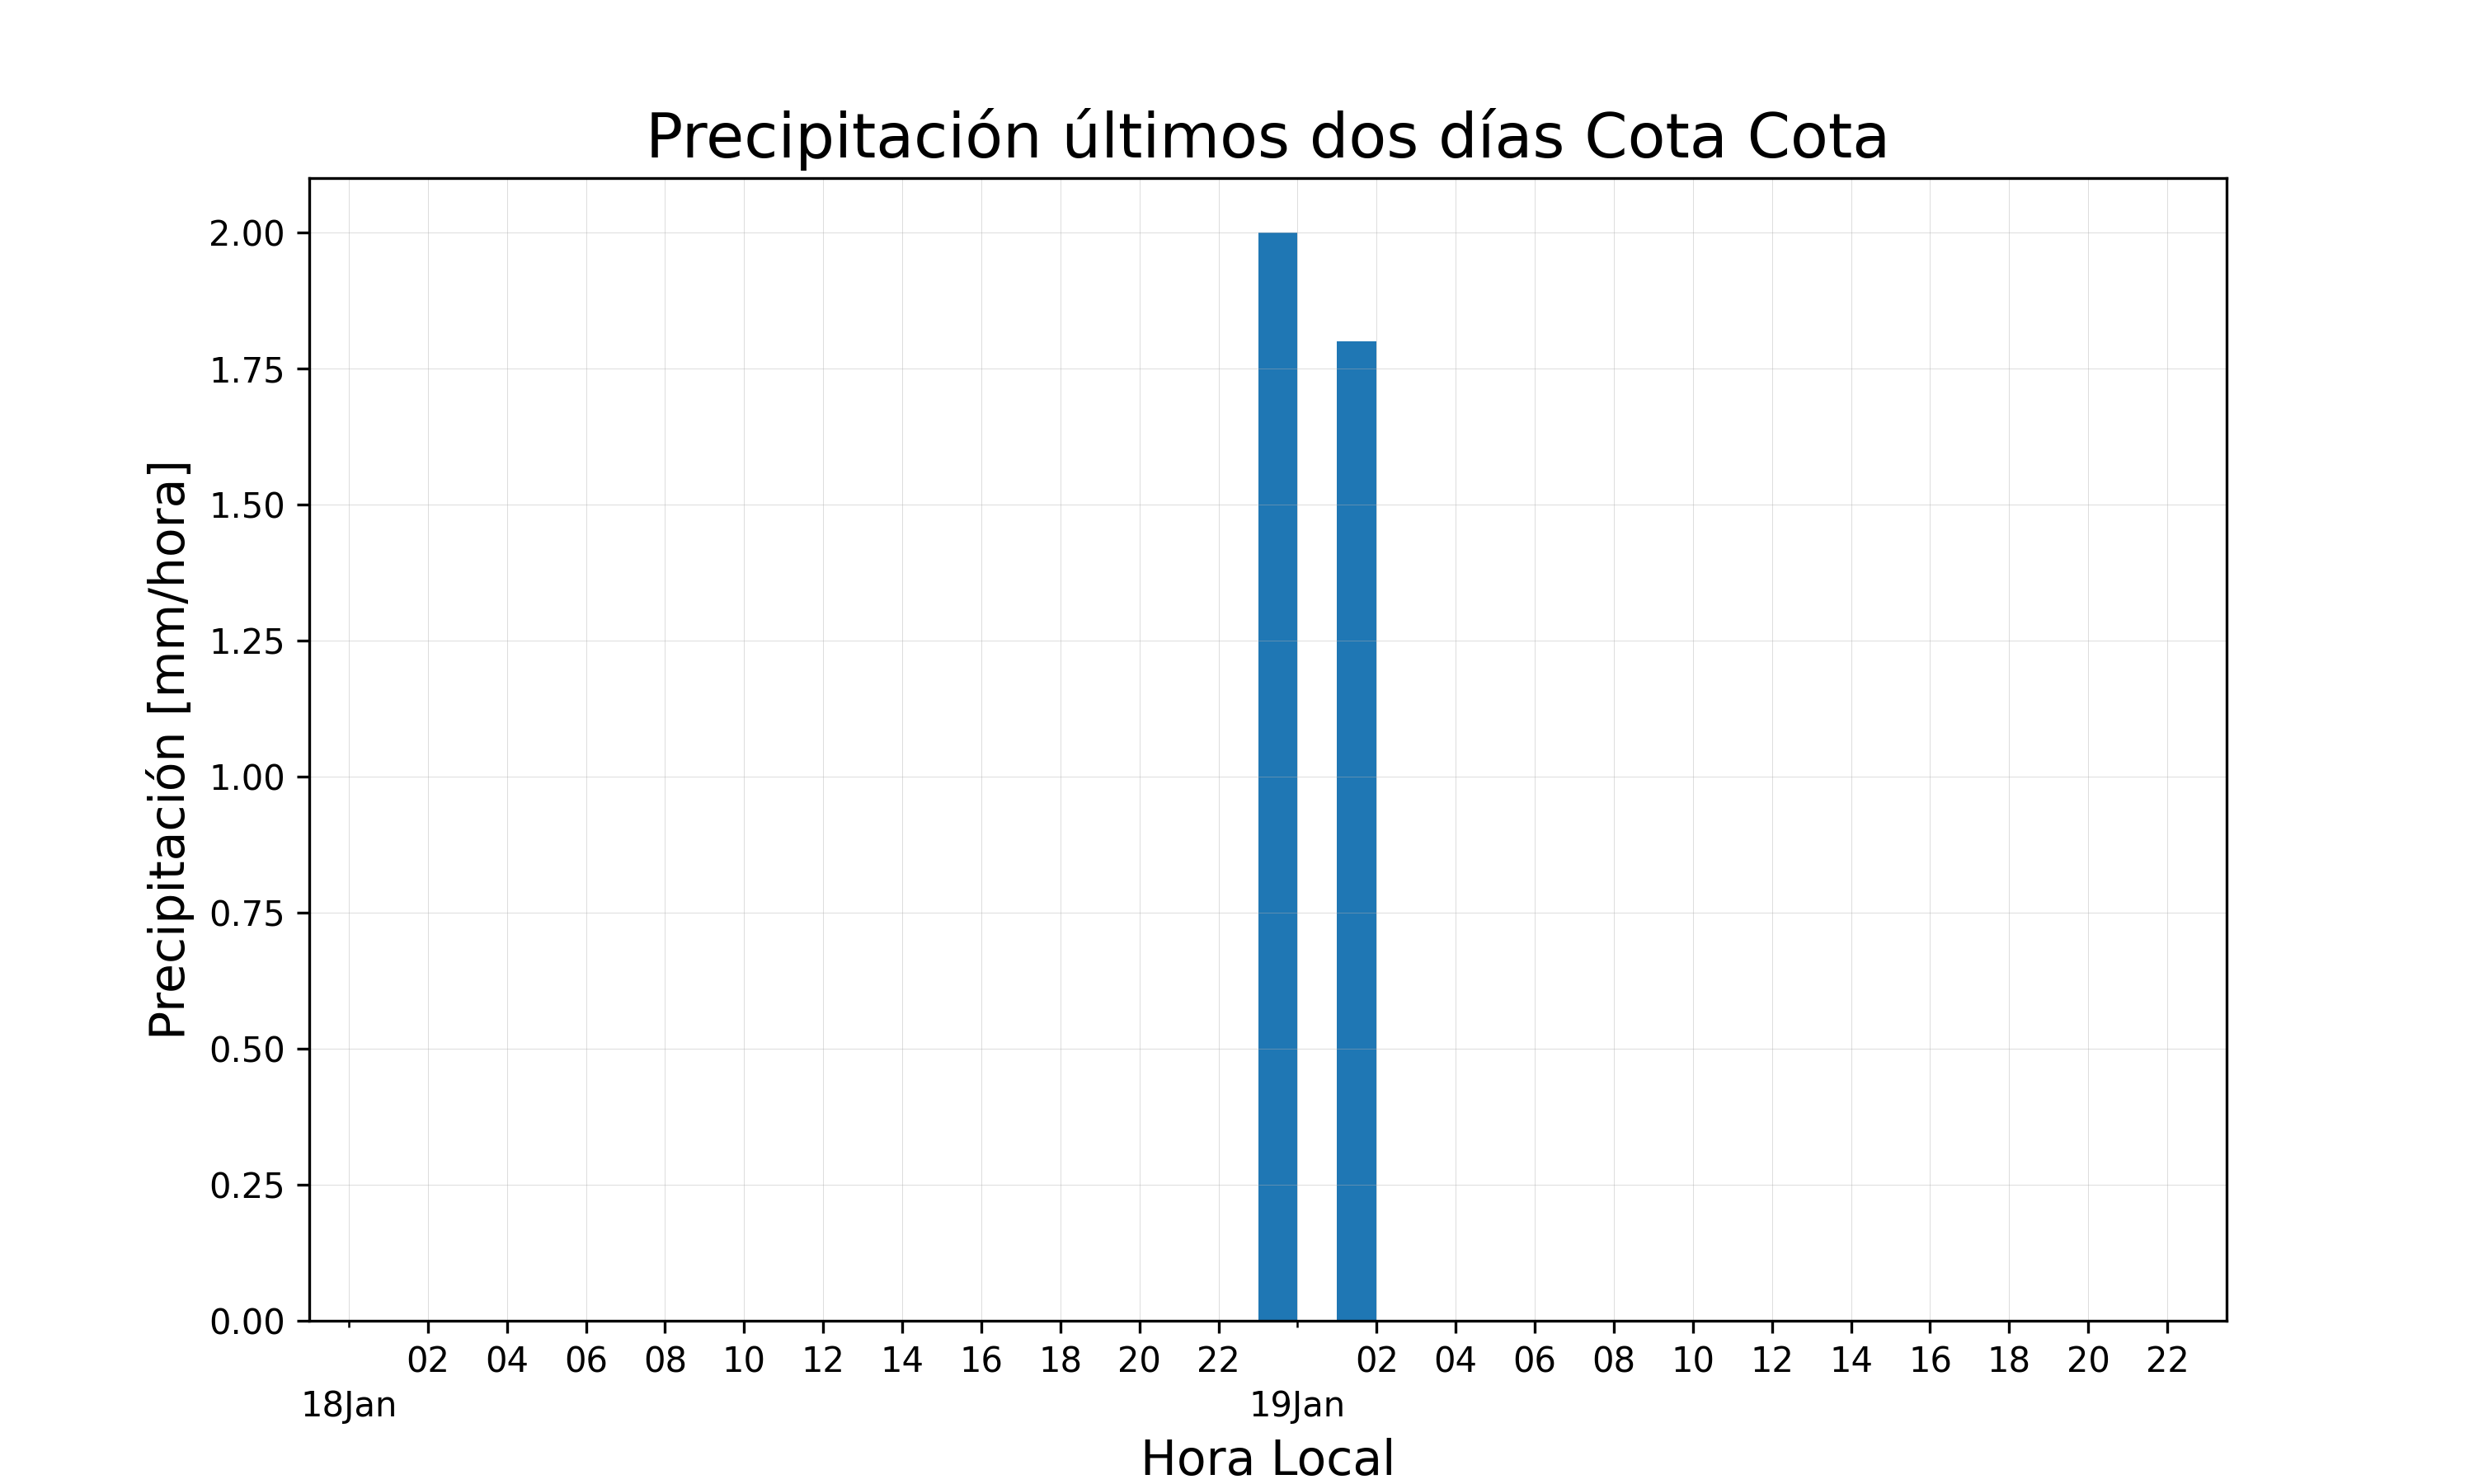 Precipitación últimos dos días Cota Cota
Precipitación [mm/hora]
2.00
1.75
1.50
1.25
1.00
0.75
0.50
0.25
0.00
02 04 06 08 10 12 14 16 18 20 22 02 04 06 08 10 12 14 16 18 20 22
18Jan 19Jan
Hora Local